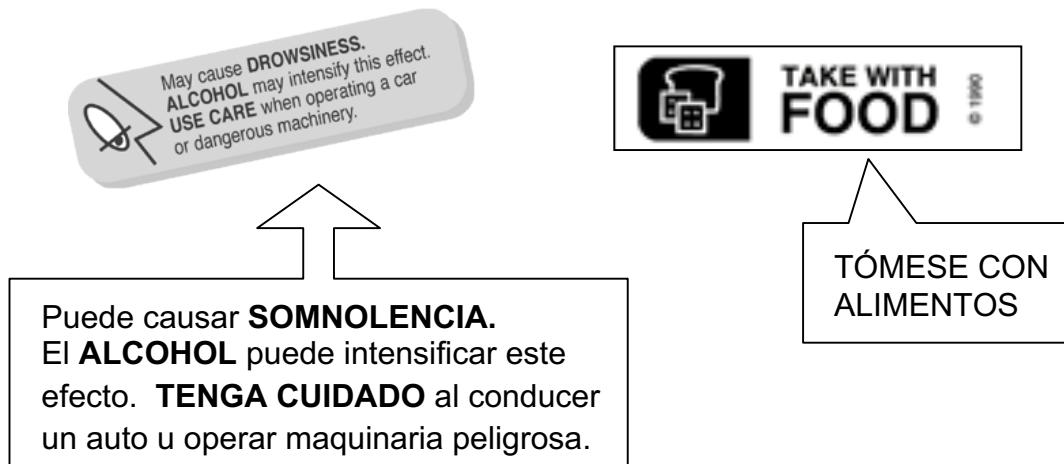 May cause DROWSINESS.
ALCOHOL may intensify this effect.
USE CARE when operating a car
or dangerous machinery.
TAKE WITH
FOOD
© 1990
Puede causar SOMNOLENCIA.
El ALCOHOL puede intensificar este
efecto. TENGA CUIDADO al conducer
un auto u operar maquinaria peligrosa.
TÓMESE CON
ALIMENTOS